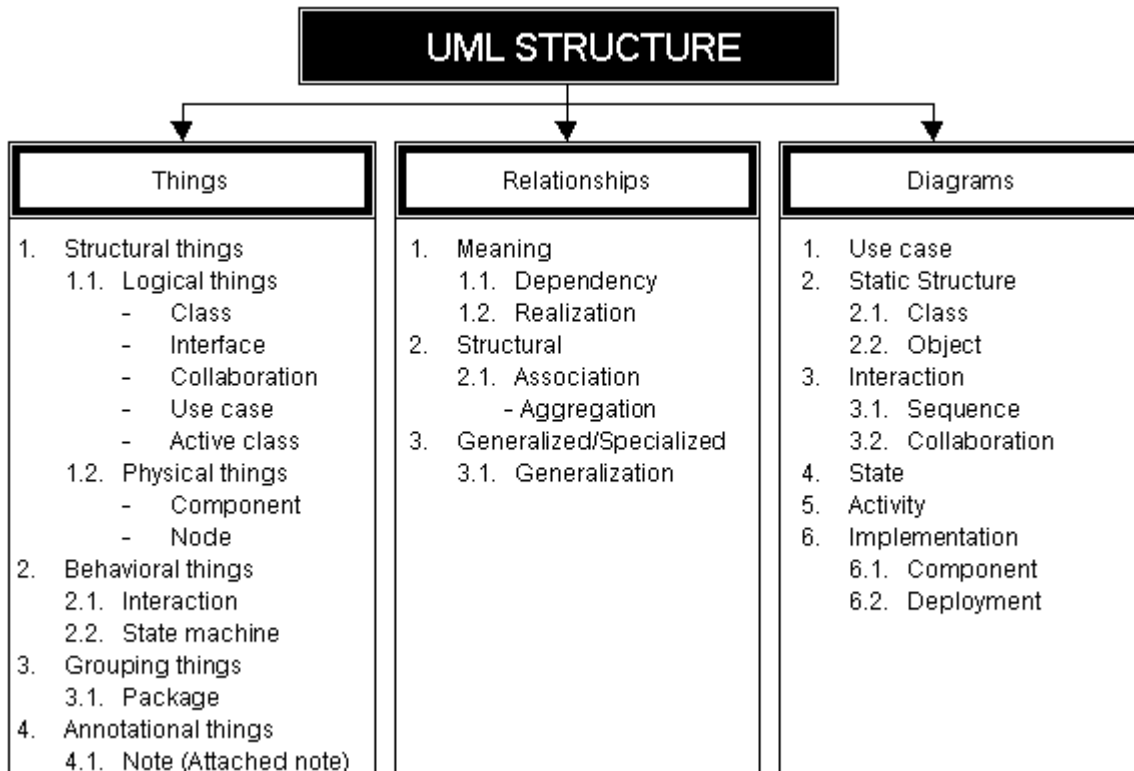 UML STRUCTURE
Things
1. Structural things
1.1. Logical things
- Class
- Interface
- Collaboration
- Use case
- Active class
1.2. Physical things
- Component
- Node
2. Behavioral things
2.1. Interaction
2.2. State machine
3. Grouping things
3.1. Package
4. Annotational things
4.1. Note (Attached note)
Relationships
1. Meaning
1.1. Dependency
1.2. Realization
2. Structural
2.1. Association
- Aggregation
3. Generalized/Specialized
3.1. Generalization
Diagrams
1. Use case
2. Static Structure
2.1. Class
2.2. Object
3. Interaction
3.1. Sequence
3.2. Collaboration
4. State
5. Activity
6. Implementation
6.1. Component
6.2. Deployment